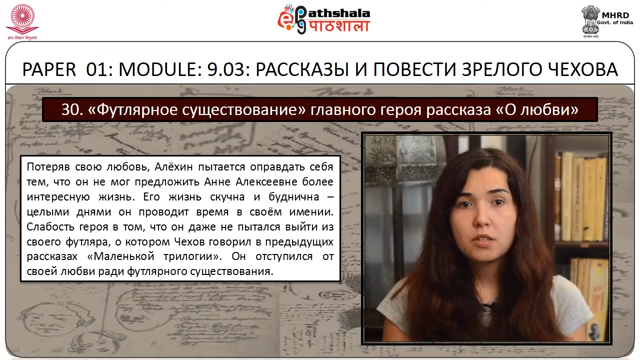 ePathshala
पाठशाला
MHRD
Govt. of India
PAPER 01: MODULE: 9.03: РАССКАЗЫ И ПОВЕСТИ ЗРЕЛОГО ЧЕХОВА
30. «Футлярное существование» главного героя рассказа «О любви»
Потеряв свою любовь, Алёхин пытается оправдать себя
тем, что он не мог предложить Анне Алексеевне более
интересную жизнь. Его жизнь скучна и буднична –
целыми днями он проводит время в своём имении.
Слабость героя в том, что он даже не пытался выйти из
своего футляра, о котором Чехов говорил в предыдущих
рассказах «Маленькой трилогии». Он отступился от
своей любви ради футлярного существования.